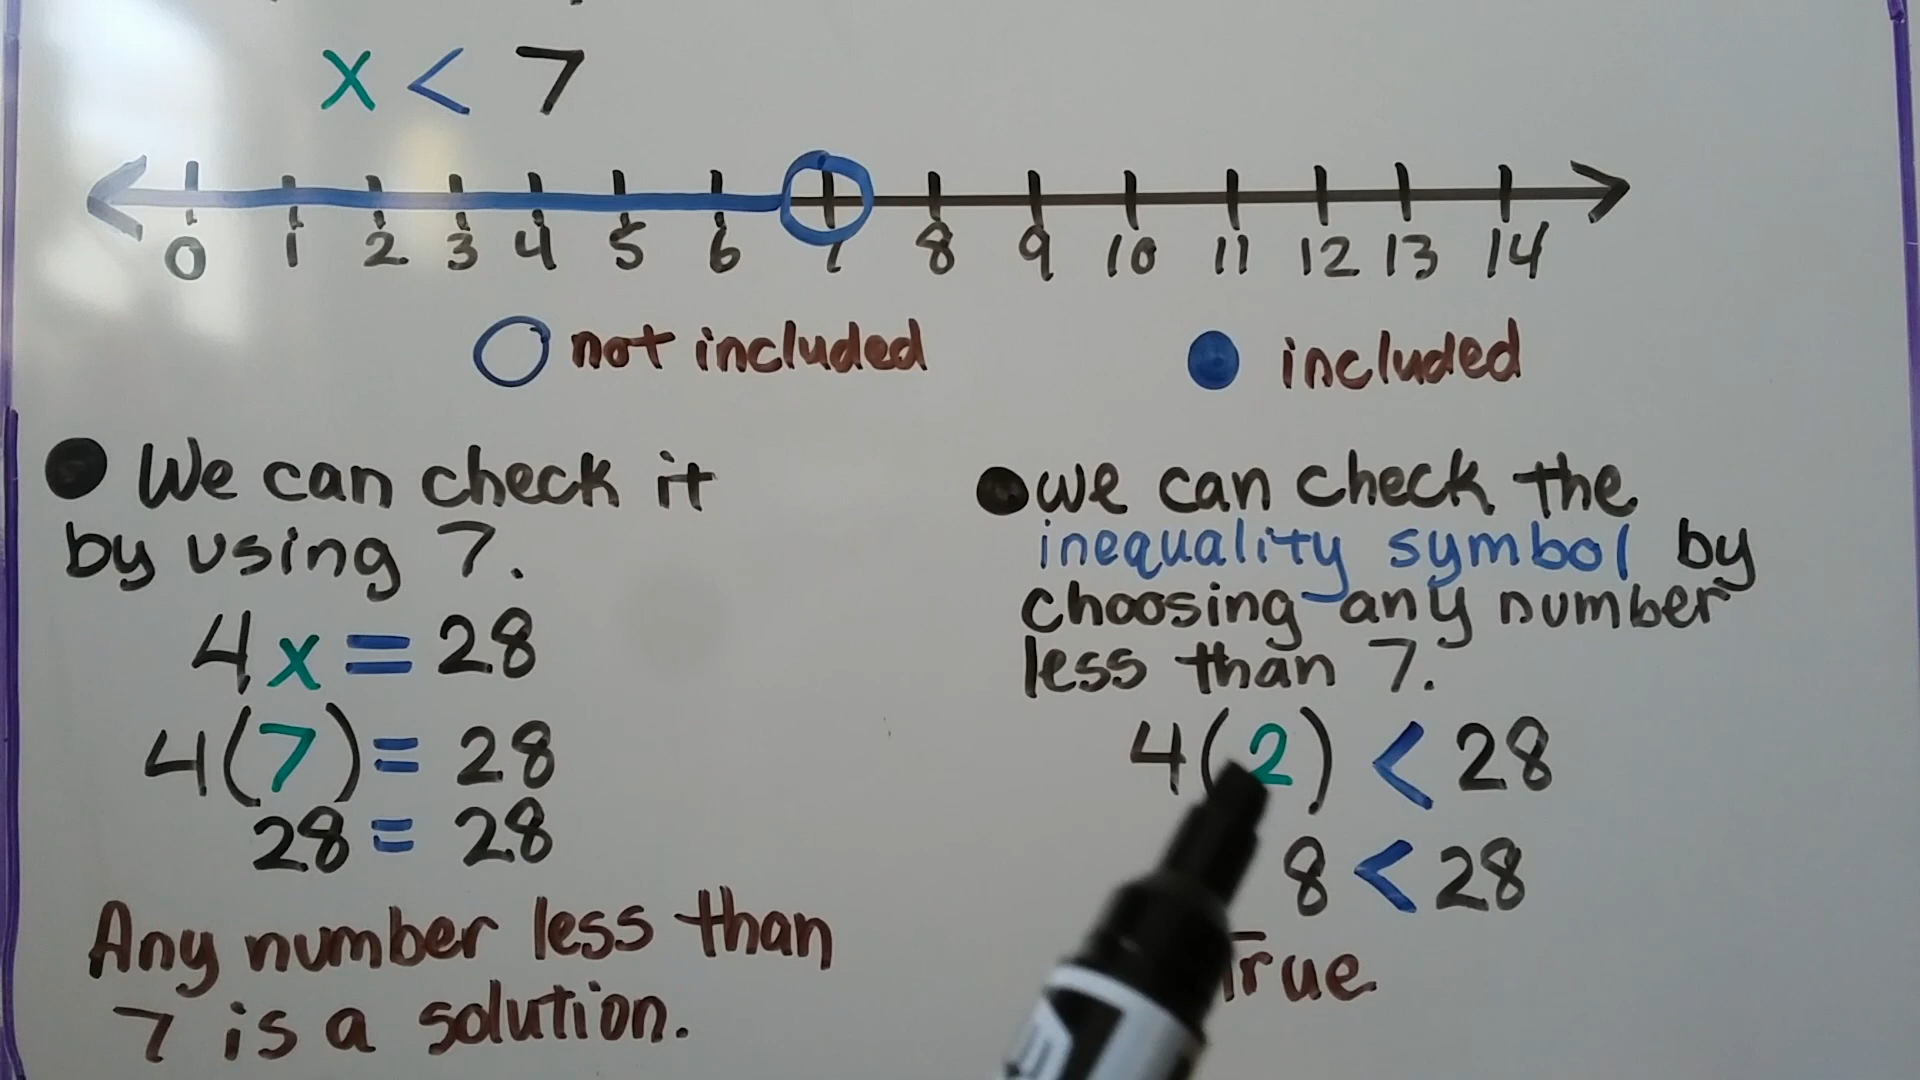 x < 7
0 1 2 3 4 5 6 7 8 9 10 11 12 13 14
not included
included
We can check it
by using 7.
4x = 28
4(7) = 28
28 = 28
Any number less than
7 is a solution.
we can check the
inequality symbol by
choosing any number
less than 7.
4(2) < 28
8 < 28
True